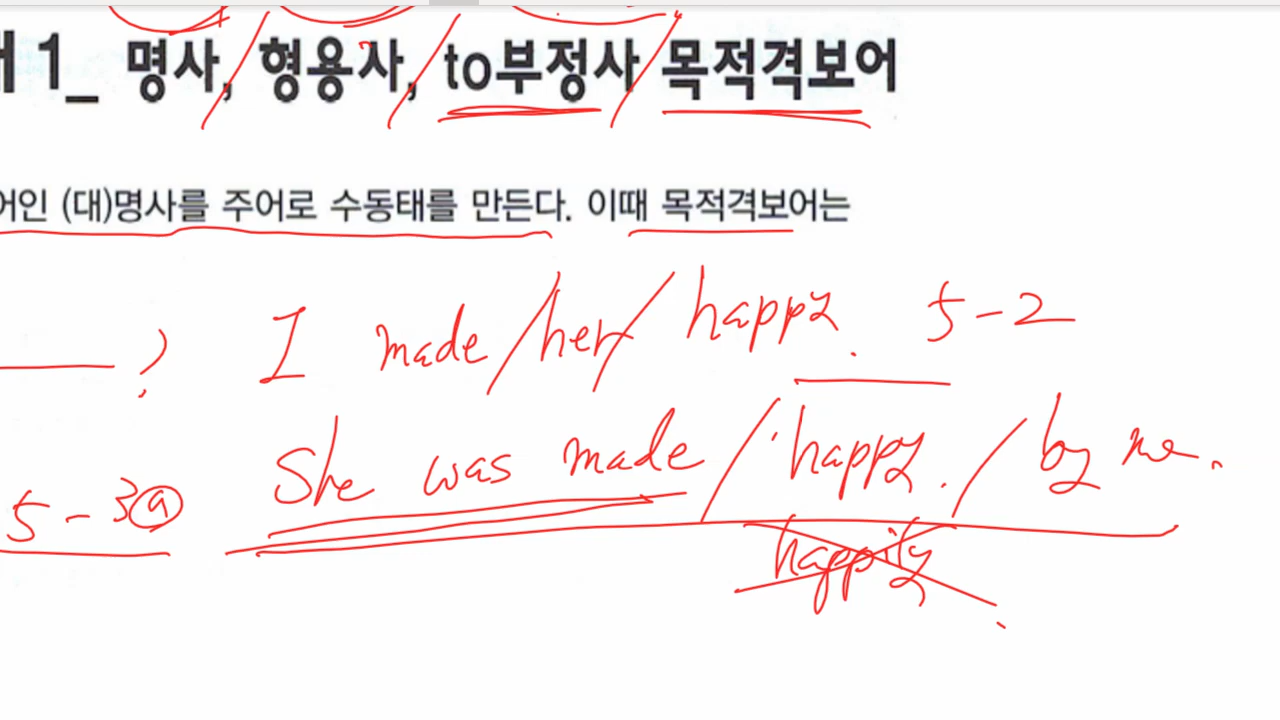 1_ 명사, 형용사, to부정사 목적격보어
어인 (대)명사를 주어로 수동태를 만든다. 이때 목적격보어는
? I made / her / happy. 5-2
5-3ⓐ She was made / happy. / by me.
happily